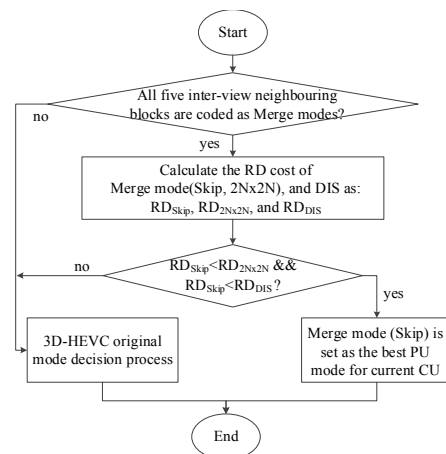 Start
All five inter-view neighbouring
blocks are coded as Merge modes?
no
yes
Calculate the RD cost of
Merge mode(Skip, 2Nx2N), and DIS as:
RDSkip, RD2Nx2N, and RDDIS
no
RDSkip<RD2Nx2N &&
RDSkip<RDDIS?
yes
3D-HEVC original
mode decision process
Merge mode (Skip) is
set as the best PU
mode for current CU
End